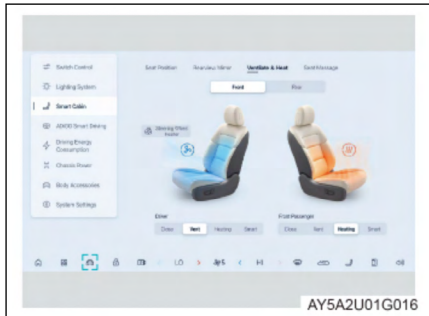 Switch Control
Seat Position Rearview Mirror Ventilate & Heat Seat Massage
Lighting System
Front Rear
Smart Cabin
ADIGO Smart Driving
Steering Wheel Heater
Driving Energy
Consumption
Chassis Power
Body Accessories
System Settings
Driver Front Passenger
Close Vent Heating Smart Close Vent Heating Smart
LO 5 HI
AY5A2U01G016